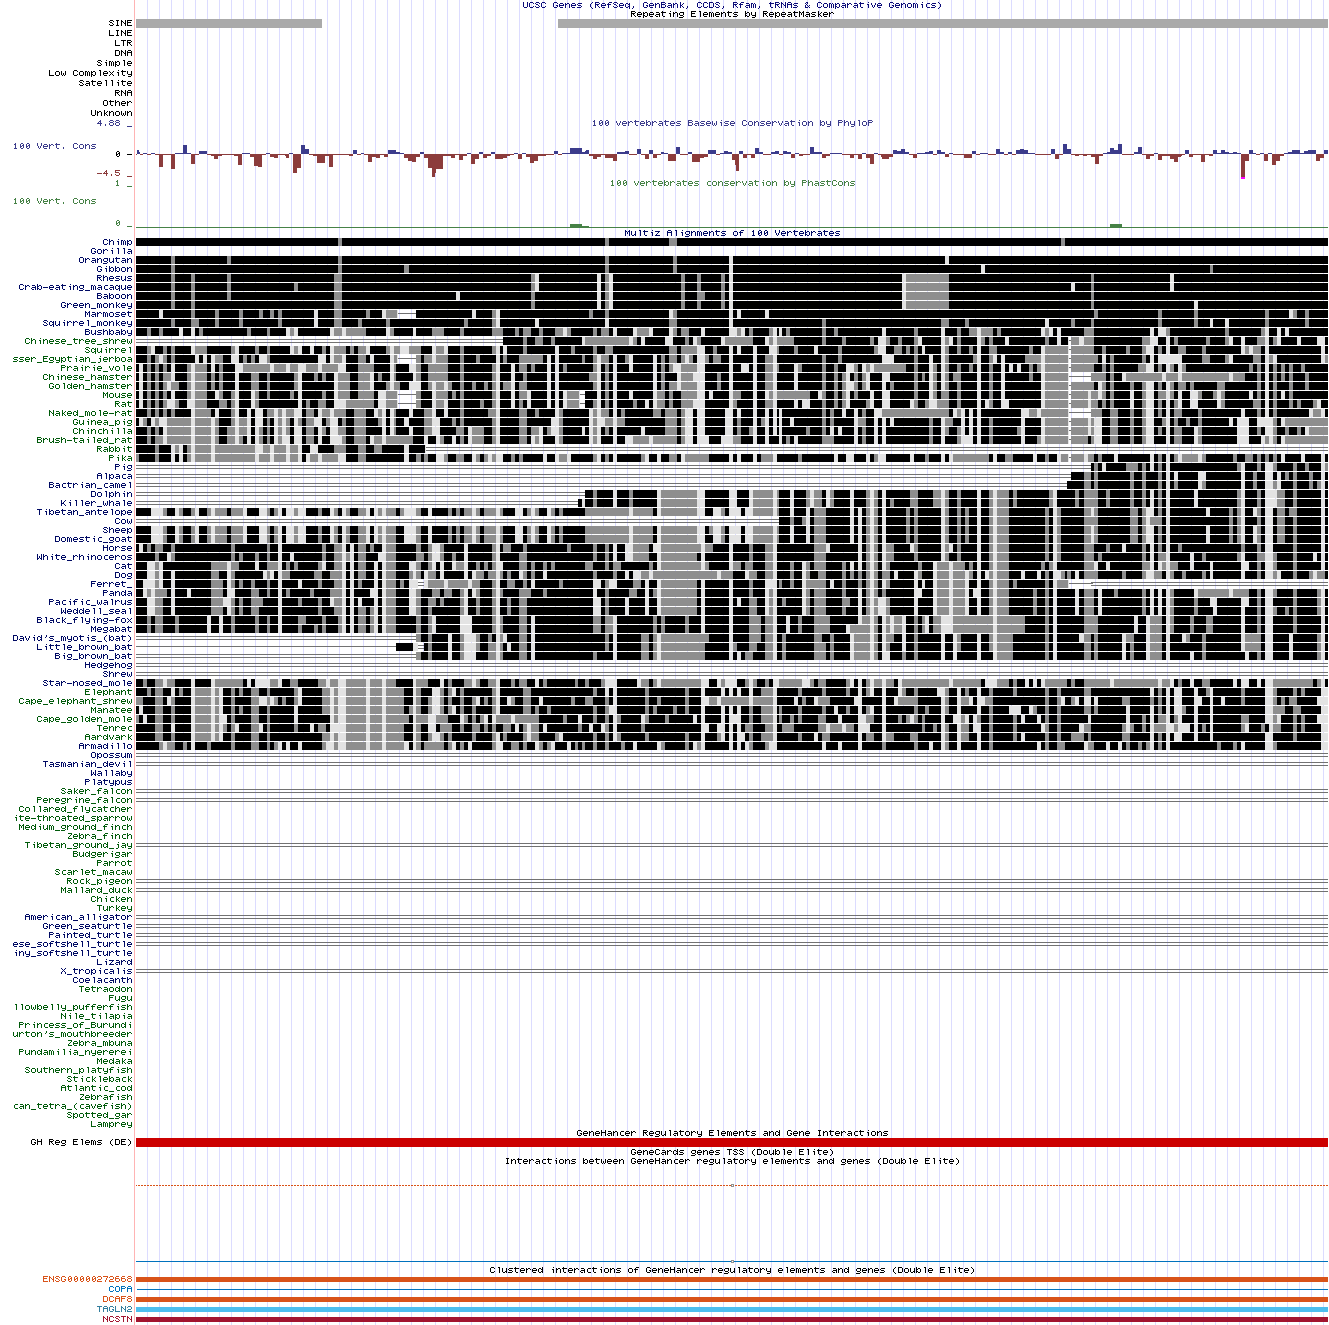 UCSC Genes (RefSeq, GenBank, CCDS, Rfam, tRNAs & Comparative Genomics)
Repeating Elements by RepeatMasker
SINE
LINE
LTR
DNA
Simple
Low Complexity
Satellite
RNA
Other
Unknown
4.88 _
100 vertebrates Basewise Conservation by PhyloP
100 Vert. Cons
0 _
-4.5 _
1 _
100 vertebrates conservation by PhastCons
100 Vert. Cons
0 _
Multiz Alignments of 100 Vertebrates
Chimp
Gorilla
Orangutan
Gibbon
Rhesus
Crab-eating_macaque
Baboon
Green_monkey
Marmoset
Squirrel_monkey
Bushbaby
Chinese_tree_shrew
Squirrel
sser_Egyptian_jerboa
Prairie_vole
Chinese_hamster
Golden_hamster
Mouse
Rat
Naked_mole-rat
Guinea_pig
Chinchilla
Brush-tailed_rat
Rabbit
Pika
Pig
Alpaca
Bactrian_camel
Dolphin
Killer_whale
Tibetan_antelope
Cow
Sheep
Domestic_goat
Horse
White_rhinoceros
Cat
Dog
Ferret_
Panda
Pacific_walrus
Weddell_seal
Black_flying-fox
Megabat
David's_myotis_(bat)
Little_brown_bat
Big_brown_bat
Hedgehog
Shrew
Star-nosed_mole
Elephant
Cape_elephant_shrew
Manatee
Cape_golden_mole
Tenrec
Aardvark
Armadillo
Opossum
Tasmanian_devil
Wallaby
Platypus
Saker_falcon
Peregrine_falcon
Collared_flycatcher
ite-throated_sparrow
Medium_ground_finch
Zebra_finch
Tibetan_ground_jay
Budgerigar
Parrot
Scarlet_macaw
Rock_pigeon
Mallard_duck
Chicken
Turkey
American_alligator
Green_seaturtle
Painted_turtle
ese_softshell_turtle
iny_softshell_turtle
Lizard
X_tropicalis
Coelacanth
Tetraodon
Fugu
llowbelly_pufferfish
Nile_tilapia
Princess_of_Burundi
urton's_mouthbreeder
Zebra_mbuna
Pundamilia_nyererei
Medaka
Southern_platyfish
Stickleback
Atlantic_cod
Zebrafish
can_tetra_(cavefish)
Spotted_gar
Lamprey
GeneHancer Regulatory Elements and Gene Interactions
GH Reg Elems (DE)
GeneCards genes TSS (Double Elite)
Interactions between GeneHancer regulatory elements and genes (Double Elite)
Clustered interactions of GeneHancer regulatory elements and genes (Double Elite)
ENSG00000272668
COPA
DCAF8
TAGLN2
NCSTN